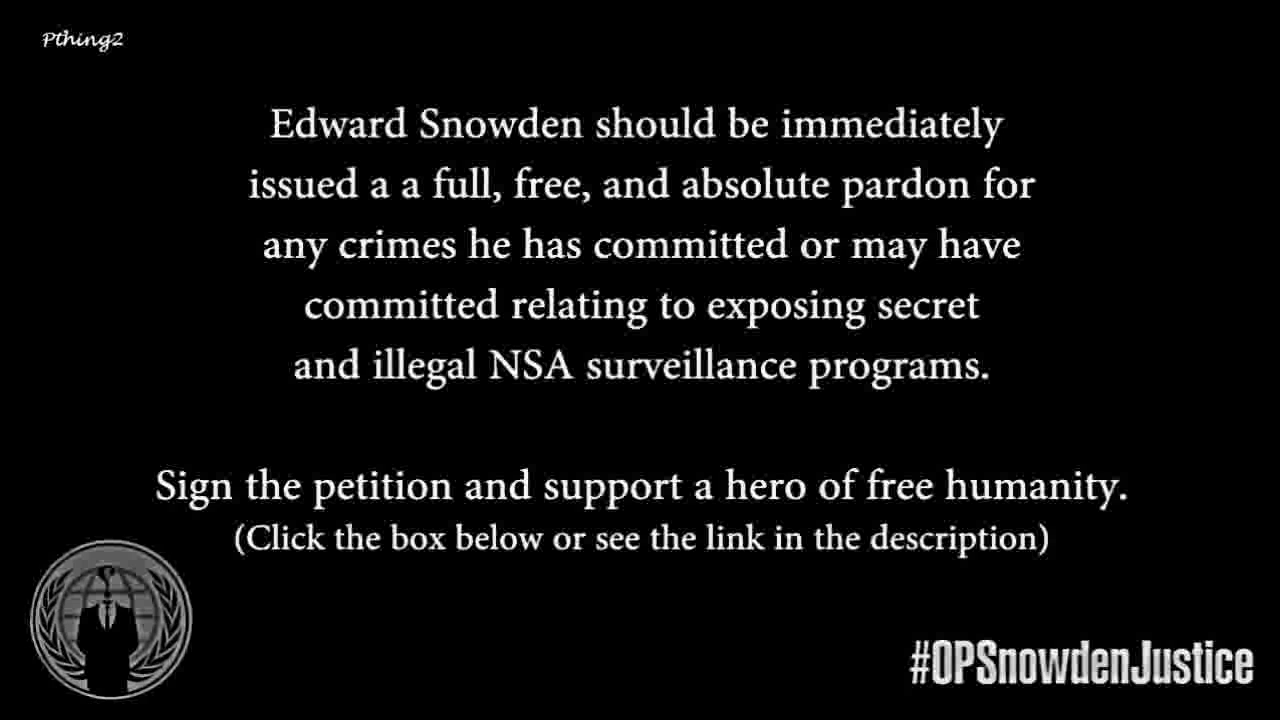 Pthing2
Edward Snowden should be immediately
issued a a full, free, and absolute pardon for
any crimes he has committed or may have
committed relating to exposing secret
and illegal NSA surveillance programs.
Sign the petition and support a hero of free humanity.
(Click the box below or see the link in the description)
?
#OPSnowdenJustice